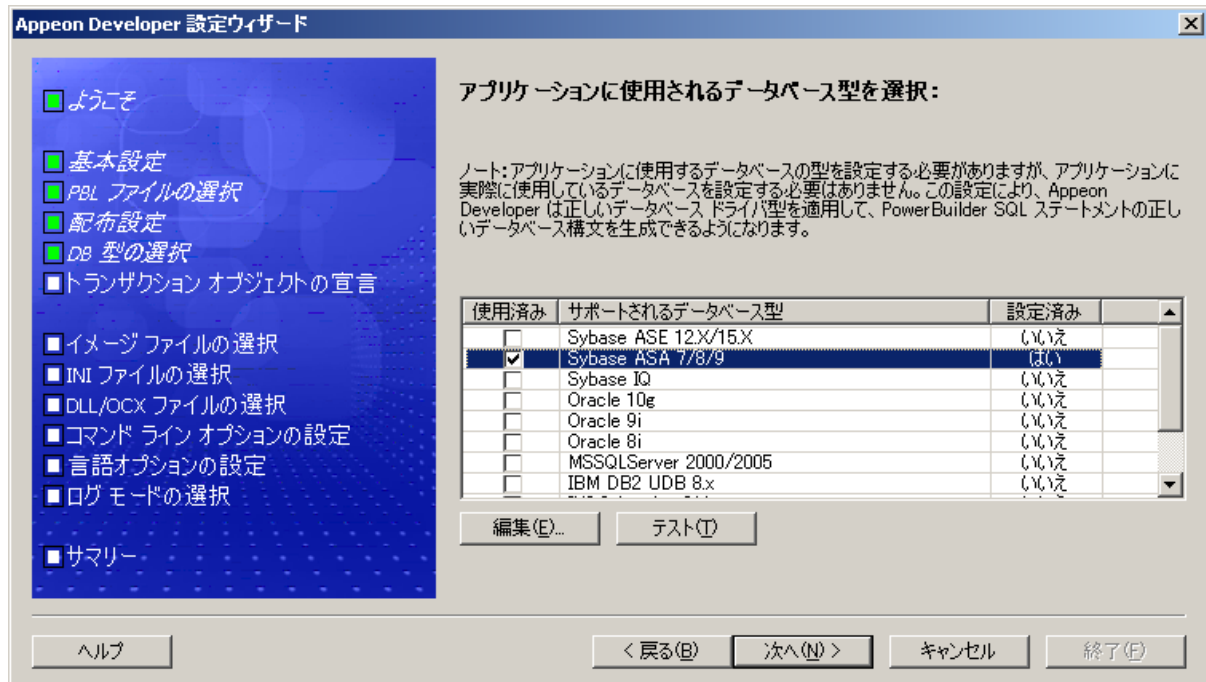 Appeon Developer 設定ウィザード
ようこそ
基本設定
PBL ファイルの選択
配布設定
DB 型の選択
トランザクション オブジェクトの宣言
イメージ ファイルの選択
INI ファイルの選択
DLL/OCX ファイルの選択
コマンド ライン オプションの設定
言語オプションの設定
ログ モードの選択
サマリー
アプリケーションに使用されるデータベース型を選択:
ノート:アプリケーションに使用するデータベースの型を設定する必要がありますが、アプリケーションに
実際に使用しているデータベースを設定する必要はありません。この設定により、Appeon
Developer は正しいデータベース ドライバ型を適用して、PowerBuilder SQL ステートメントの正し
いデータベース構文を生成できるようになります。
使用済み サポートされるデータベース型 設定済み
Sybase ASE 12.X/15.X いいえ
Sybase ASA 7/8/9 はい
Sybase IQ いいえ
Oracle 10g いいえ
Oracle 9i いいえ
Oracle 8i いいえ
MSSQLServer 2000/2005 いいえ
IBM DB2 UDB 8.x いいえ
編集(E)... テスト(T)
ヘルプ < 戻る(B) 次へ(N) > キャンセル 終了(F)